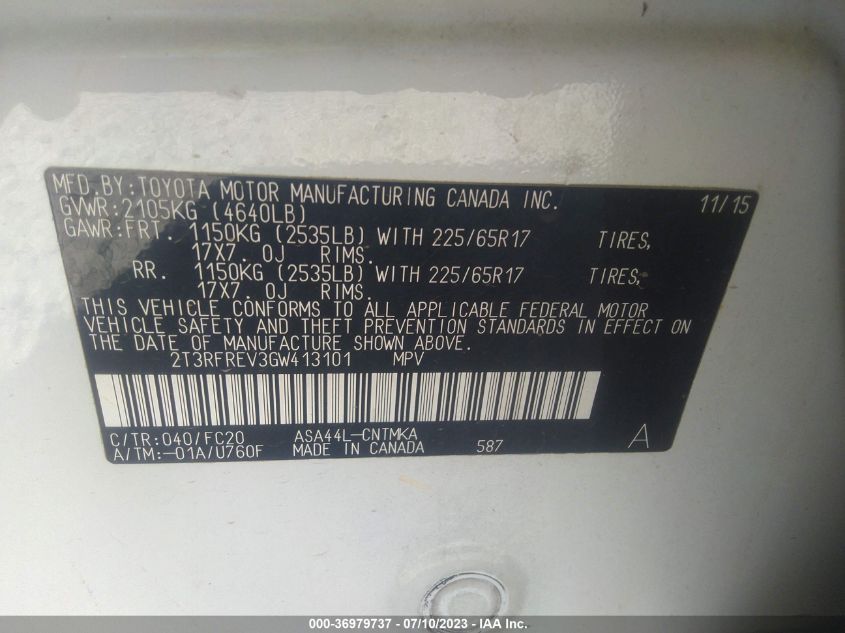 MFD.BY:TOYOTA MOTOR MANUFACTURING CANADA INC. 11/15
GVWR:2105KG (4640LB)
GAWR:FRT. 1150KG (2535LB) WITH 225/65R17 TIRES,
17X7. 0J RIMS.
RR. 1150KG (2535LB) WITH 225/65R17 TIRES,
17X7. 0J RIMS.
THIS VEHICLE CONFORMS TO ALL APPLICABLE FEDERAL MOTOR
VEHICLE SAFETY AND THEFT PREVENTION STANDARDS IN EFFECT ON
THE DATE OF MANUFACTURE SHOWN ABOVE.
2T3RFREV3GW413101 MPV
C/TR:040/FC20 ASA44L-CNTMKA
A/TM:-01A/U760F MADE IN CANADA 587 A
000-36979737 - 07/10/2023 - IAAI.COM